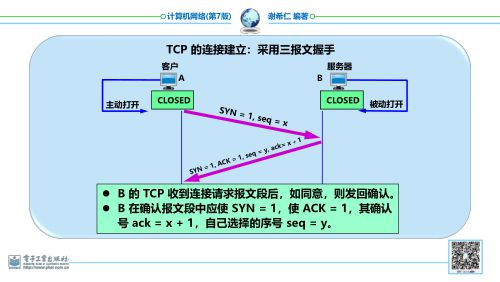 计算机网络(第7版)
谢希仁 编著
TCP 的连接建立：采用三报文握手
客户
服务器
A
B
主动打开
CLOSED
CLOSED
被动打开
SYN = 1, seq = x
SYN = 1, ACK = 1, seq = y, ack= x + 1
● B 的 TCP 收到连接请求报文段后，如同意，则发回确认。
● B 在确认报文段中应使 SYN = 1，使 ACK = 1，其确认
号 ack = x + 1，自己选择的序号 seq = y。
电子工业出版社
http://www.phei.com.cn